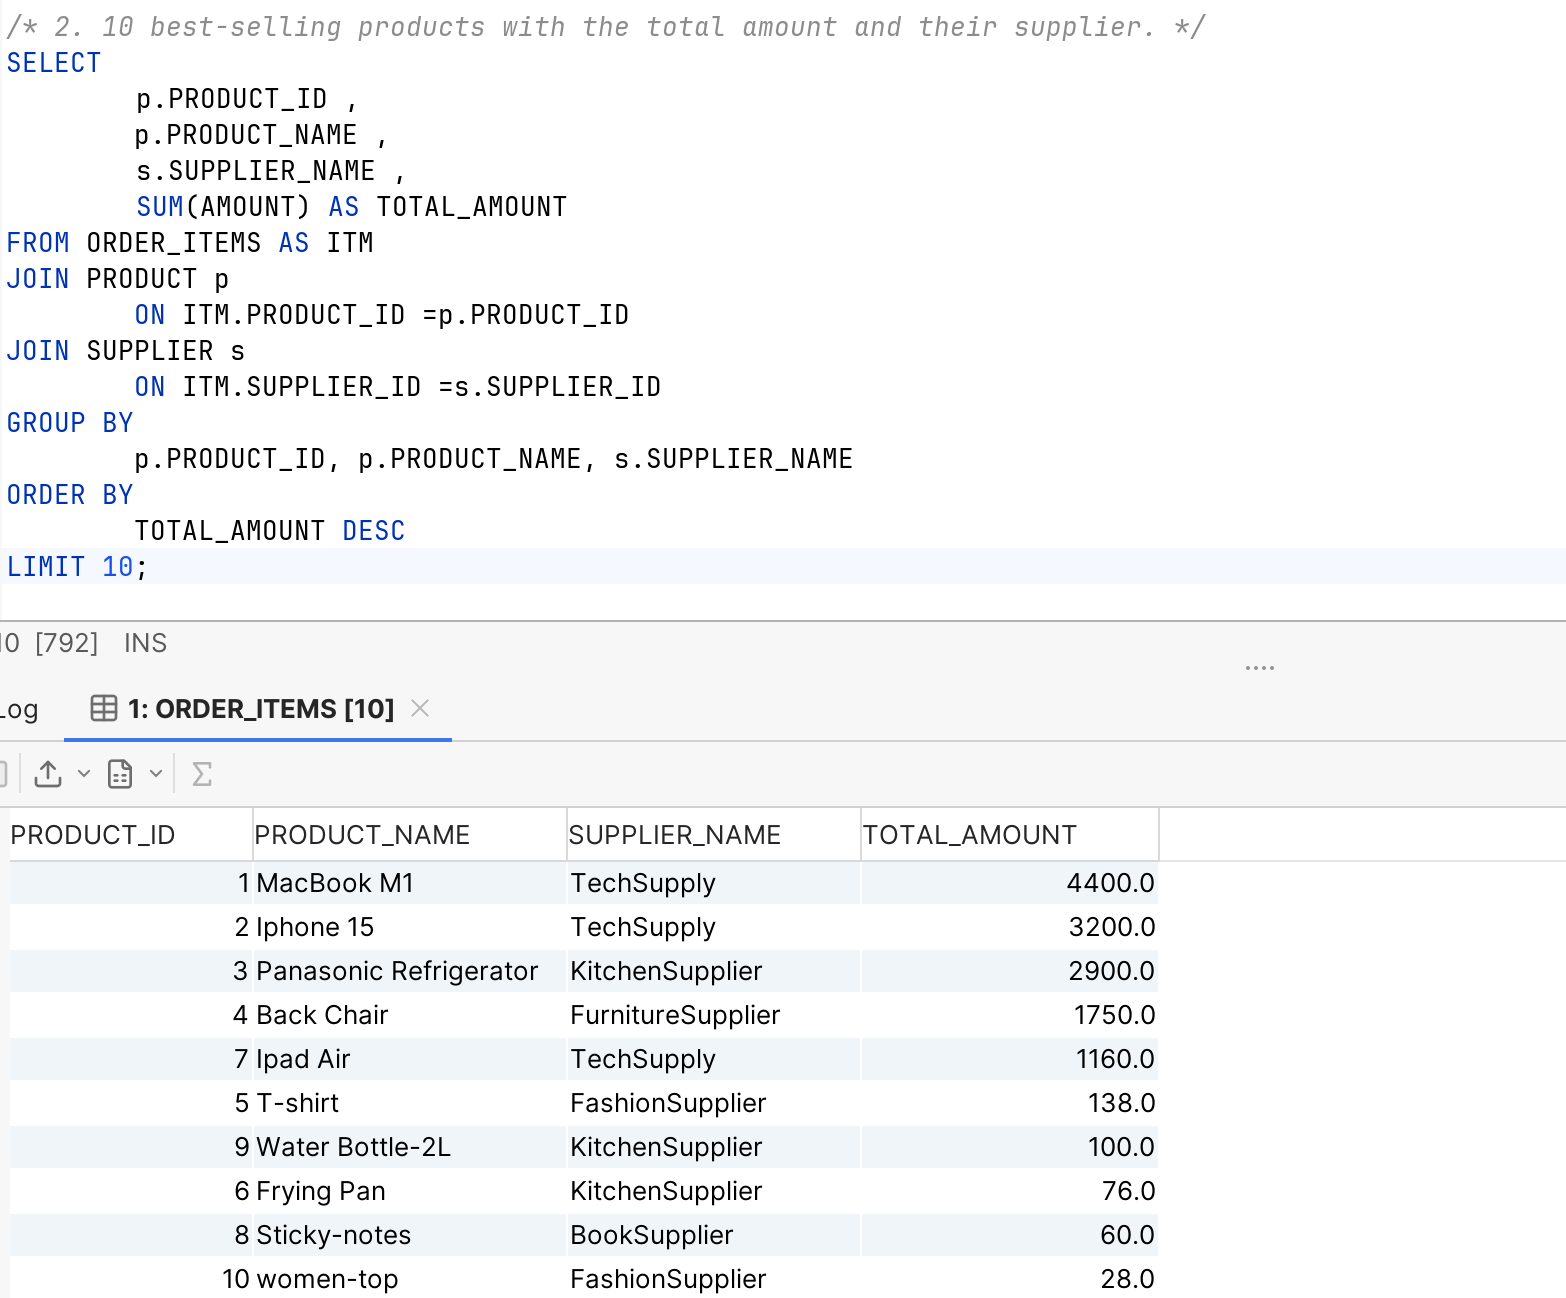 /* 2. 10 best-selling products with the total amount and their supplier. */
SELECT
p.PRODUCT_ID ,
p.PRODUCT_NAME ,
s.SUPPLIER_NAME ,
SUM(AMOUNT) AS TOTAL_AMOUNT
FROM ORDER_ITEMS AS ITM
JOIN PRODUCT p
ON ITM.PRODUCT_ID =p.PRODUCT_ID
JOIN SUPPLIER s
ON ITM.SUPPLIER_ID =s.SUPPLIER_ID
GROUP BY
p.PRODUCT_ID, p.PRODUCT_NAME, s.SUPPLIER_NAME
ORDER BY
TOTAL_AMOUNT DESC
LIMIT 10;
10 [792] INS
Log 1: ORDER_ITEMS [10]
PRODUCT_ID PRODUCT_NAME SUPPLIER_NAME TOTAL_AMOUNT
1 MacBook M1 TechSupply 4400.0
2 Iphone 15 TechSupply 3200.0
3 Panasonic Refrigerator KitchenSupplier 2900.0
4 Back Chair FurnitureSupplier 1750.0
7 Ipad Air TechSupply 1160.0
5 T-shirt FashionSupplier 138.0
9 Water Bottle-2L KitchenSupplier 100.0
6 Frying Pan KitchenSupplier 76.0
8 Sticky-notes BookSupplier 60.0
10 women-top FashionSupplier 28.0